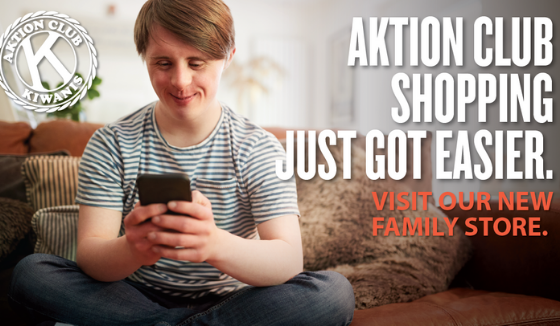 AKTION CLUB
K
KIWANIS
AKTION CLUB
SHOPPING
JUST GOT EASIER.
VISIT OUR NEW
FAMILY STORE.